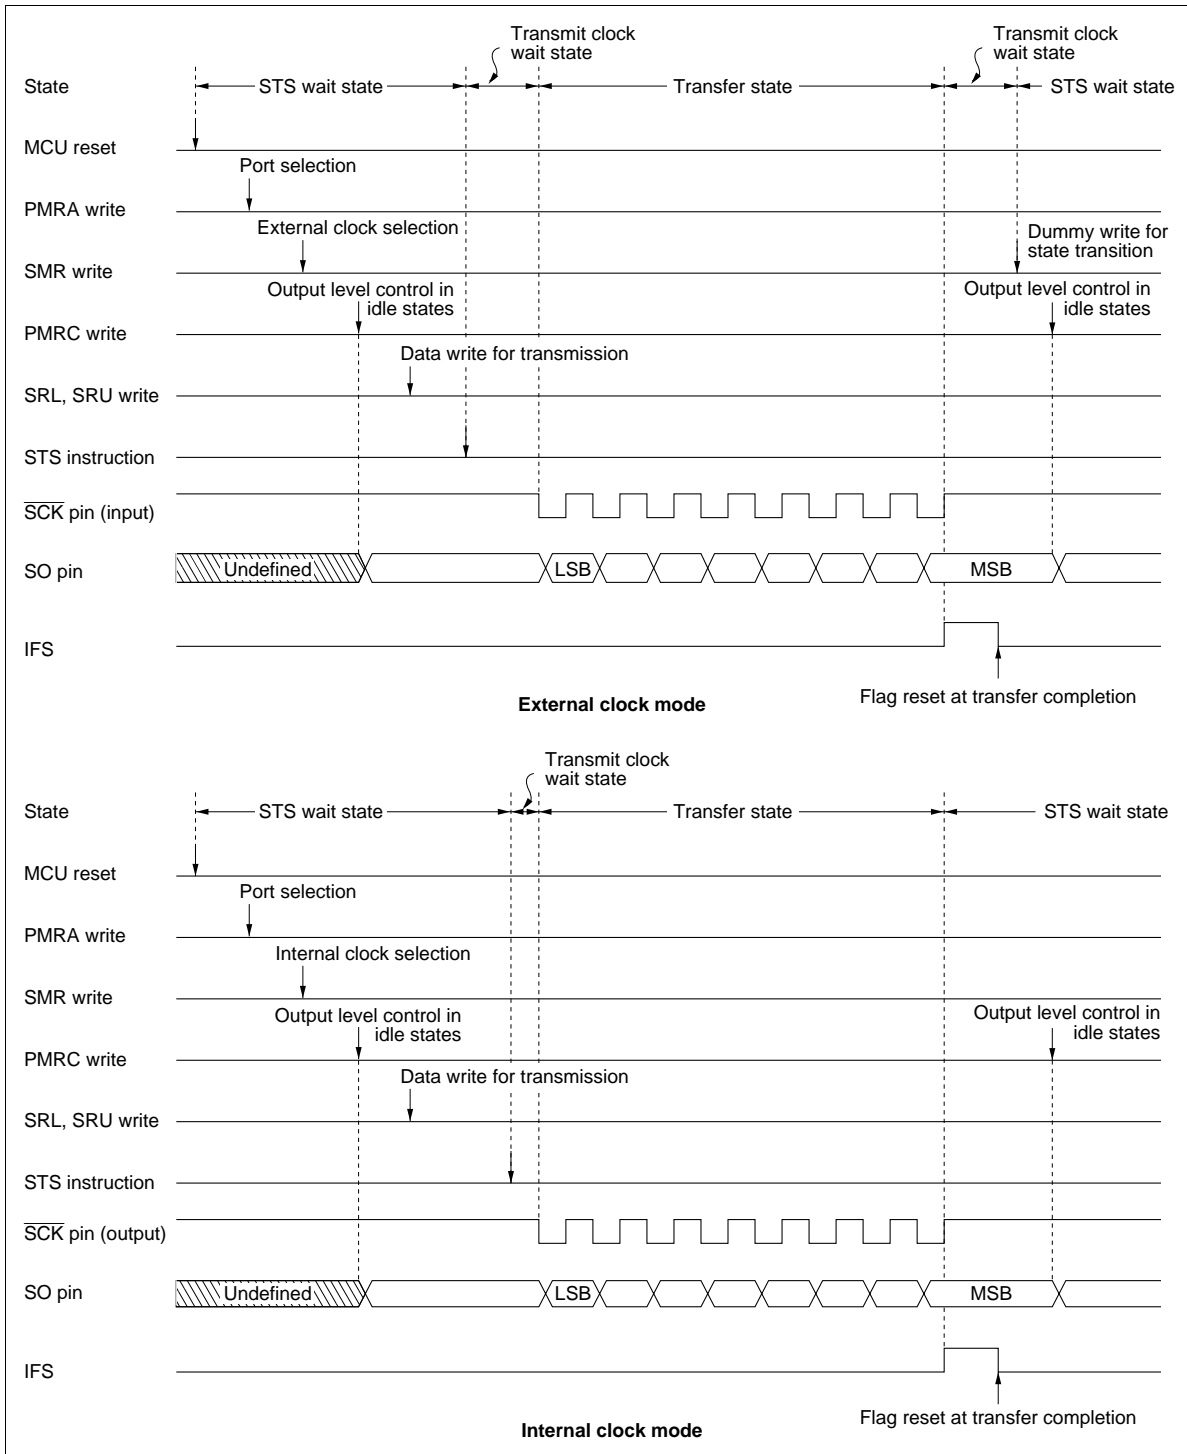 Transmit clock
wait state
Transmit clock
wait state
State
STS wait state
Transfer state
STS wait state
MCU reset
Port selection
PMRA write
External clock selection
Dummy write for
state transition
SMR write
Output level control in
idle states
Output level control in
idle states
PMRC write
Data write for transmission
SRL, SRU write
STS instruction
SCK pin (input)
SO pin
Undefined
LSB
MSB
IFS
Flag reset at transfer completion
External clock mode
Transmit clock
wait state
State
STS wait state
Transfer state
STS wait state
MCU reset
Port selection
PMRA write
Internal clock selection
SMR write
Output level control in
idle states
Output level control in
idle states
PMRC write
Data write for transmission
SRL, SRU write
STS instruction
SCK pin (output)
SO pin
Undefined
LSB
MSB
IFS
Flag reset at transfer completion
Internal clock mode